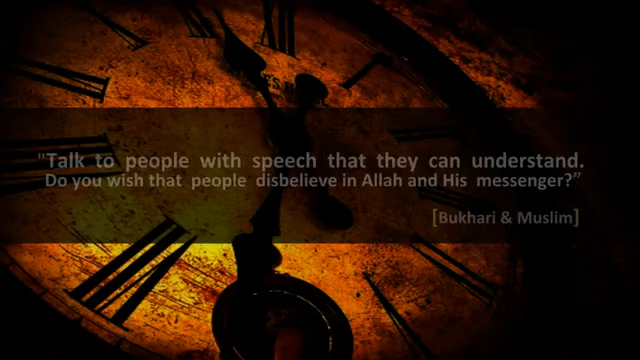 "Talk to people with speech that they can understand.
Do you wish that people disbelieve in Allah and His messenger?”
[Bukhari & Muslim]